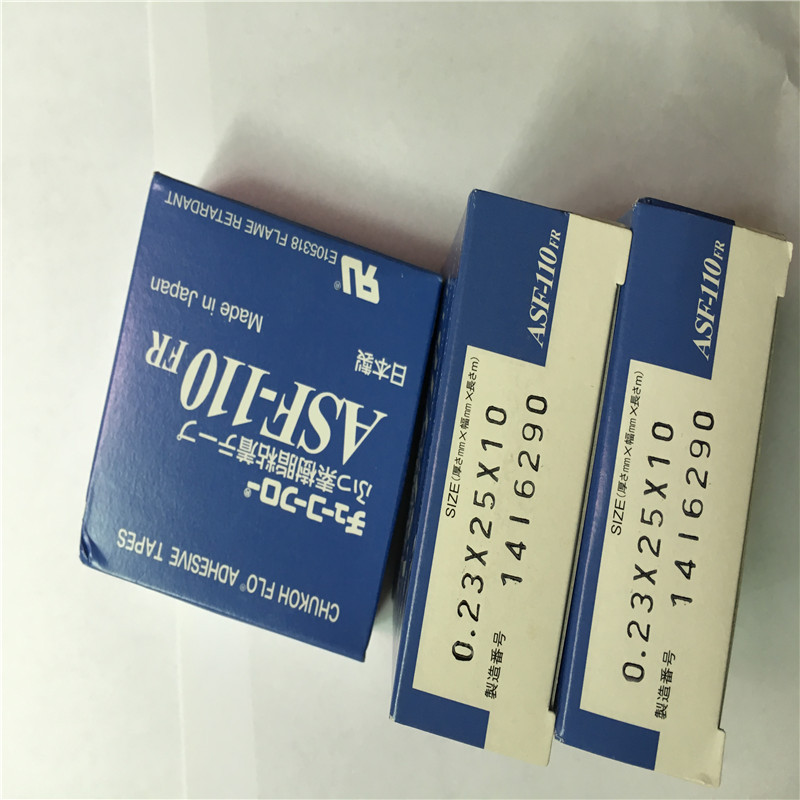 CHUKOH FLO® ADHESIVE TAPES
チューコーフロー®
ふっ素樹脂粘着テープ
ASF-110 FR
日本製
Made in Japan
®
E105318 FLAME RETARDANT
ASF-110 FR
SIZE(厚さmm×幅mm×長さm)
0.23X25X10
製造番号 1416290
ASF-110 FR
SIZE(厚さmm×幅mm×長さm)
0.23X25X10
製造番号 1416290